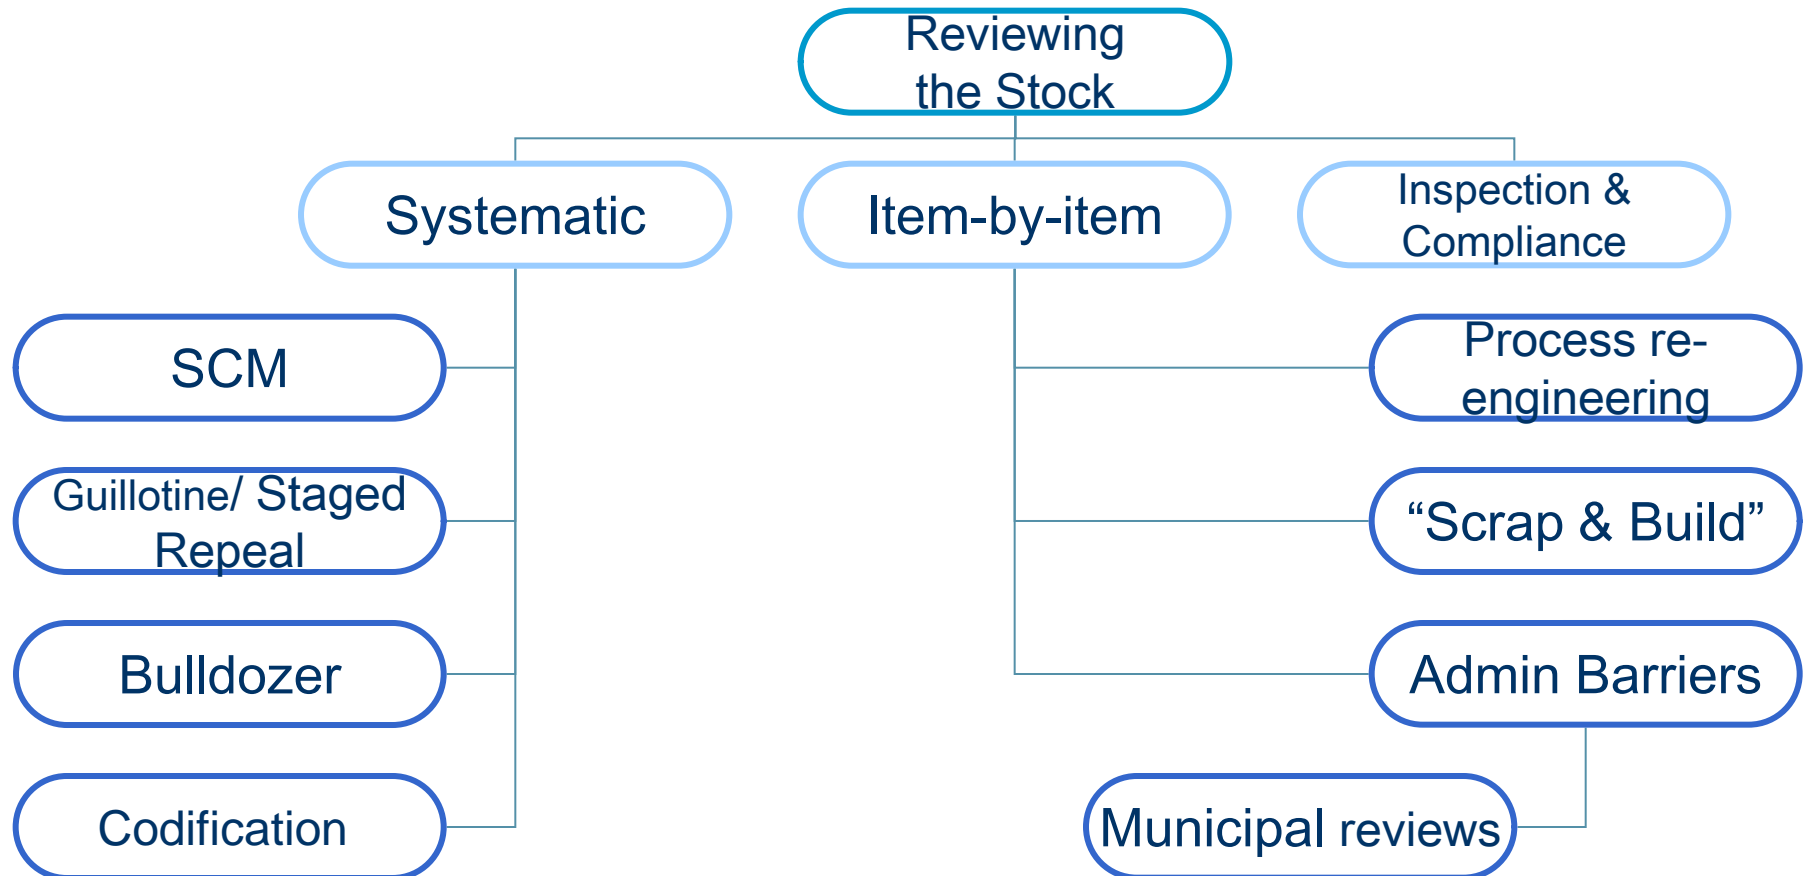 Reviewing
the Stock
Systematic
Item-by-item
Inspection &
Compliance
SCM
Process re-
engineering
Guillotine/ Staged
Repeal
“Scrap & Build”
Bulldozer
Admin Barriers
Codification
Municipal reviews